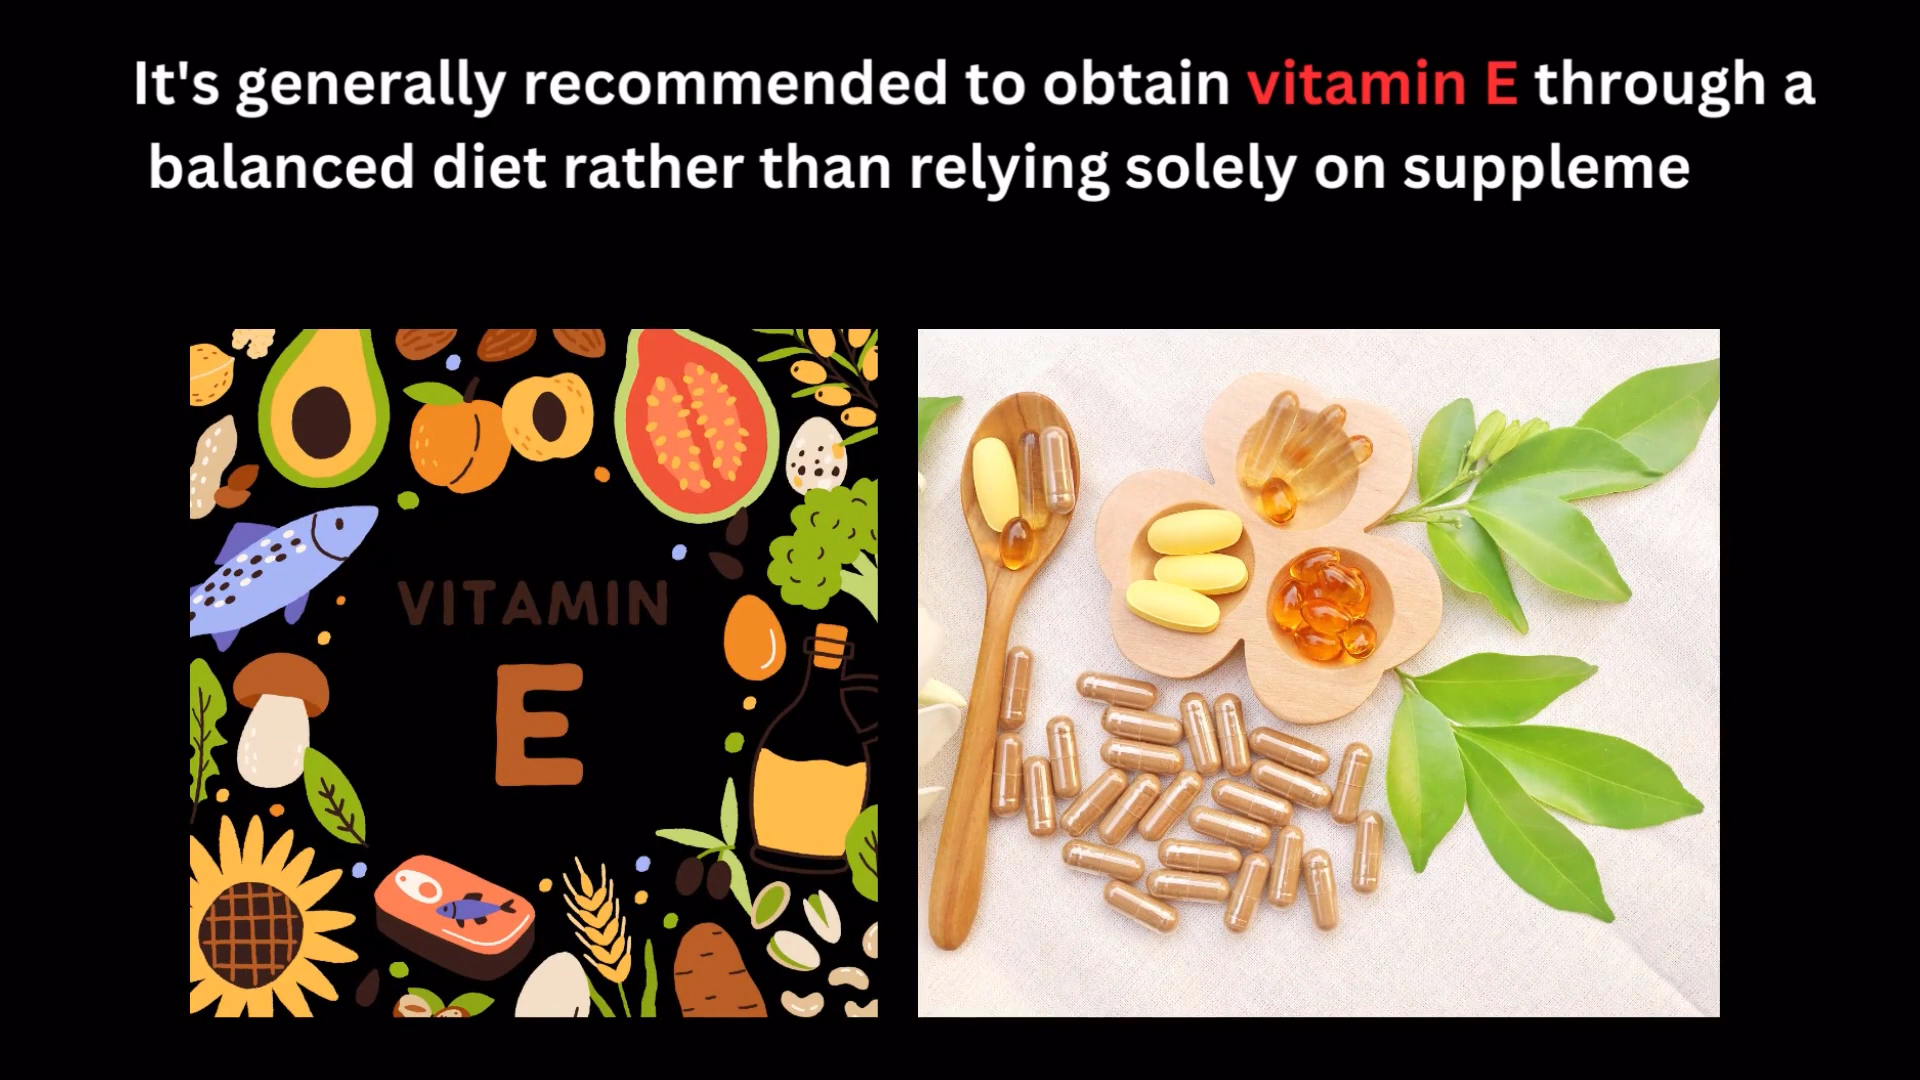 It's generally recommended to obtain vitamin E through a
balanced diet rather than relying solely on suppleme
VITAMIN
E